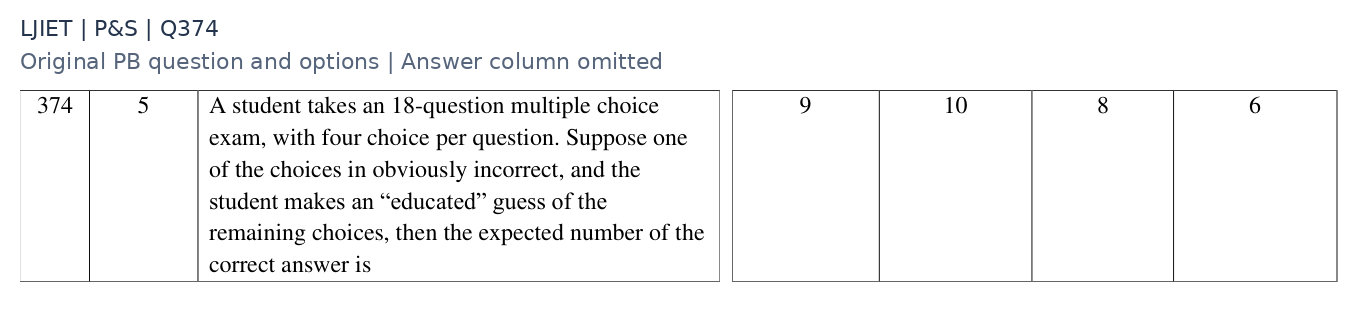 LJIET | P&S | Q374
Original PB question and options | Answer column omitted
374 5 A student takes an 18-question multiple choice 9 10 8 6
exam, with four choice per question. Suppose one
of the choices in obviously incorrect, and the
student makes an “educated” guess of the
remaining choices, then the expected number of the
correct answer is